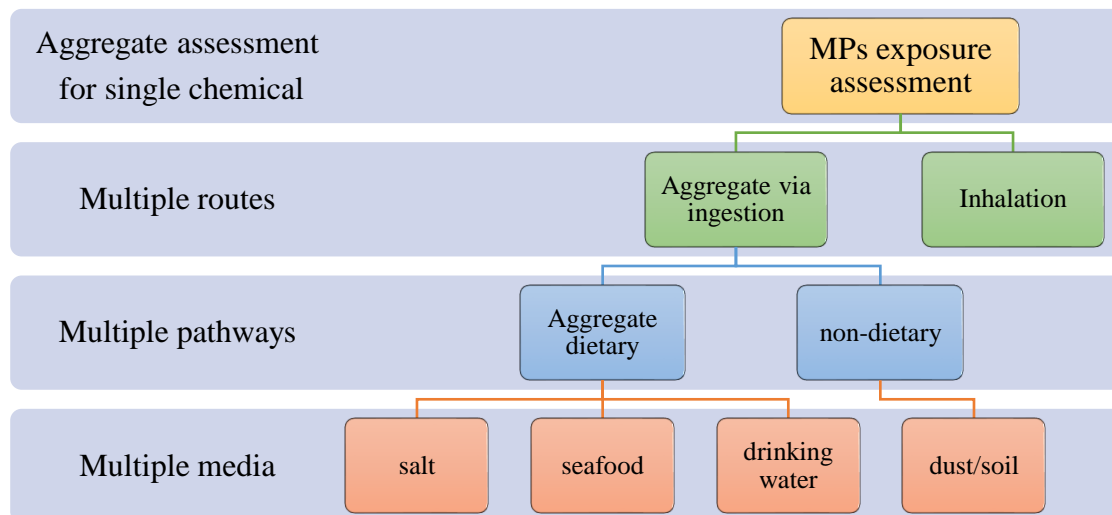 Aggregate assessment
for single chemical
MPs exposure
assessment
Multiple routes
Aggregate via
ingestion
Inhalation
Multiple pathways
Aggregate
dietary
non-dietary
Multiple media
salt
seafood
drinking
water
dust/soil